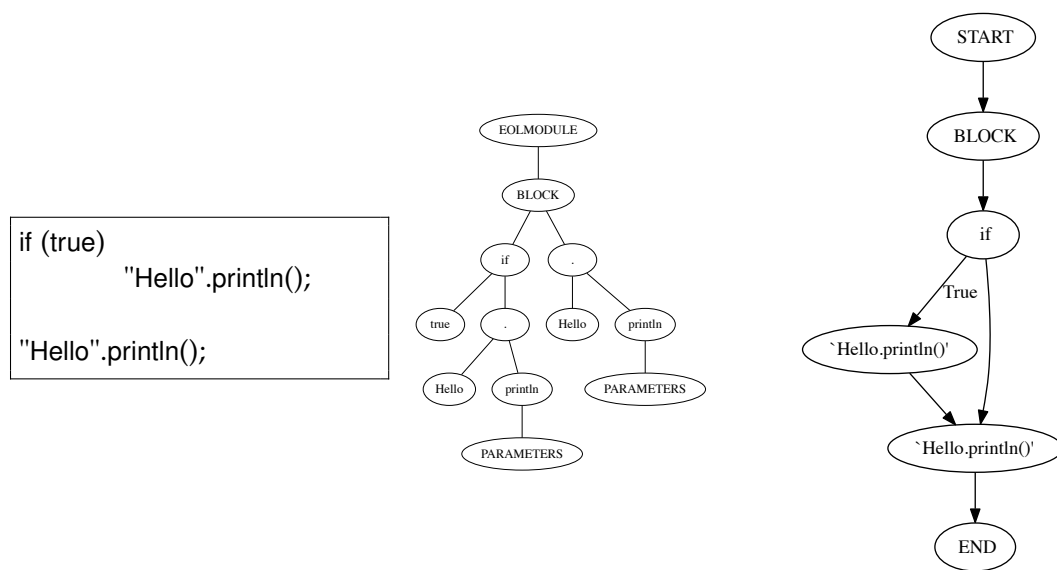 if (true)
"Hello".println();
"Hello".println();
EOLMODULE
BLOCK
if
.
true
.
Hello
println
Hello
println
PARAMETERS
PARAMETERS
START
BLOCK
if
True
`Hello.println()'
`Hello.println()'
END